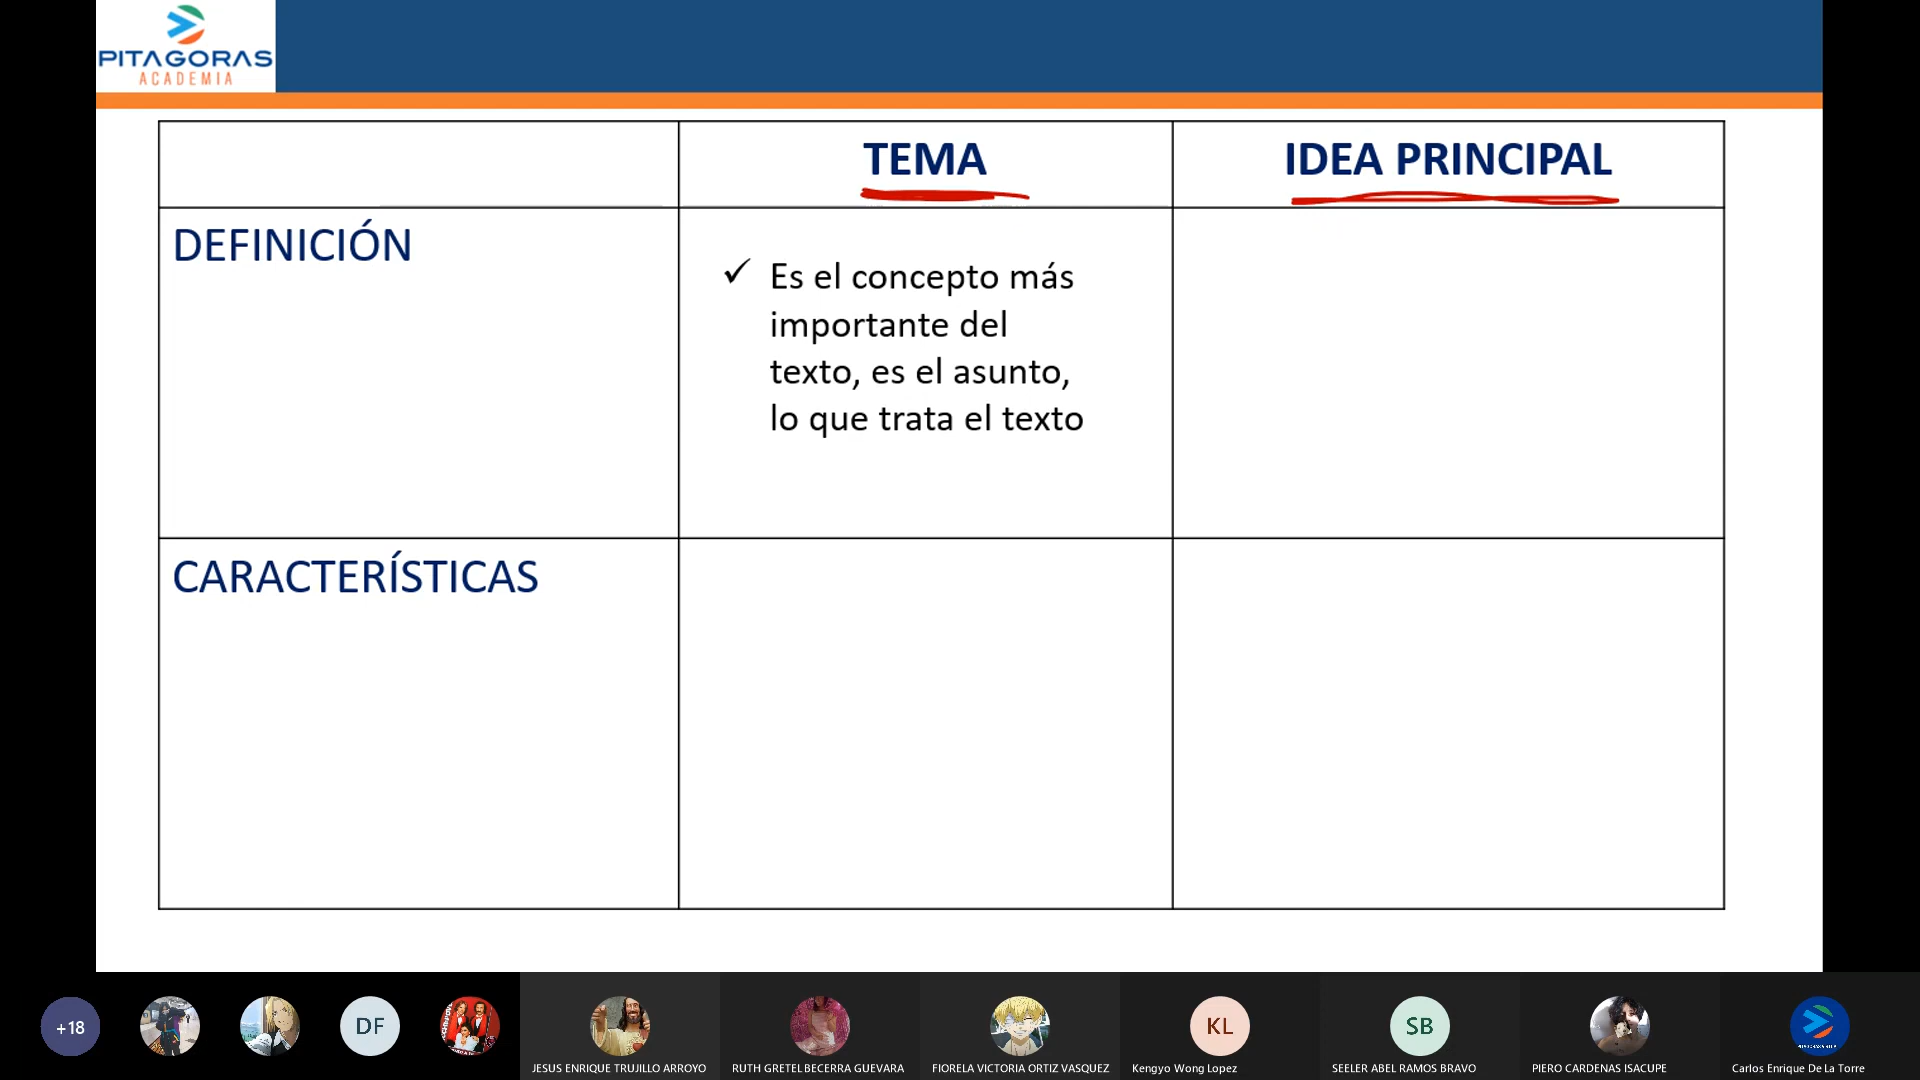 PITAGORAS
ACADEMIA
TEMA
IDEA PRINCIPAL
DEFINICIÓN
✓ Es el concepto más
importante del
texto, es el asunto,
lo que trata el texto
CARACTERÍSTICAS
+18
DF
KL
SB
JESUS ENRIQUE TRUJILLO ARROYO
RUTH GRETEL BECERRA GUEVARA
FIORELA VICTORIA ORTIZ VASQUEZ
Kengyo Wong Lopez
SEELER ABEL RAMOS BRAVO
PIERO CARDENAS ISACUPE
Carlos Enrique De La Torre